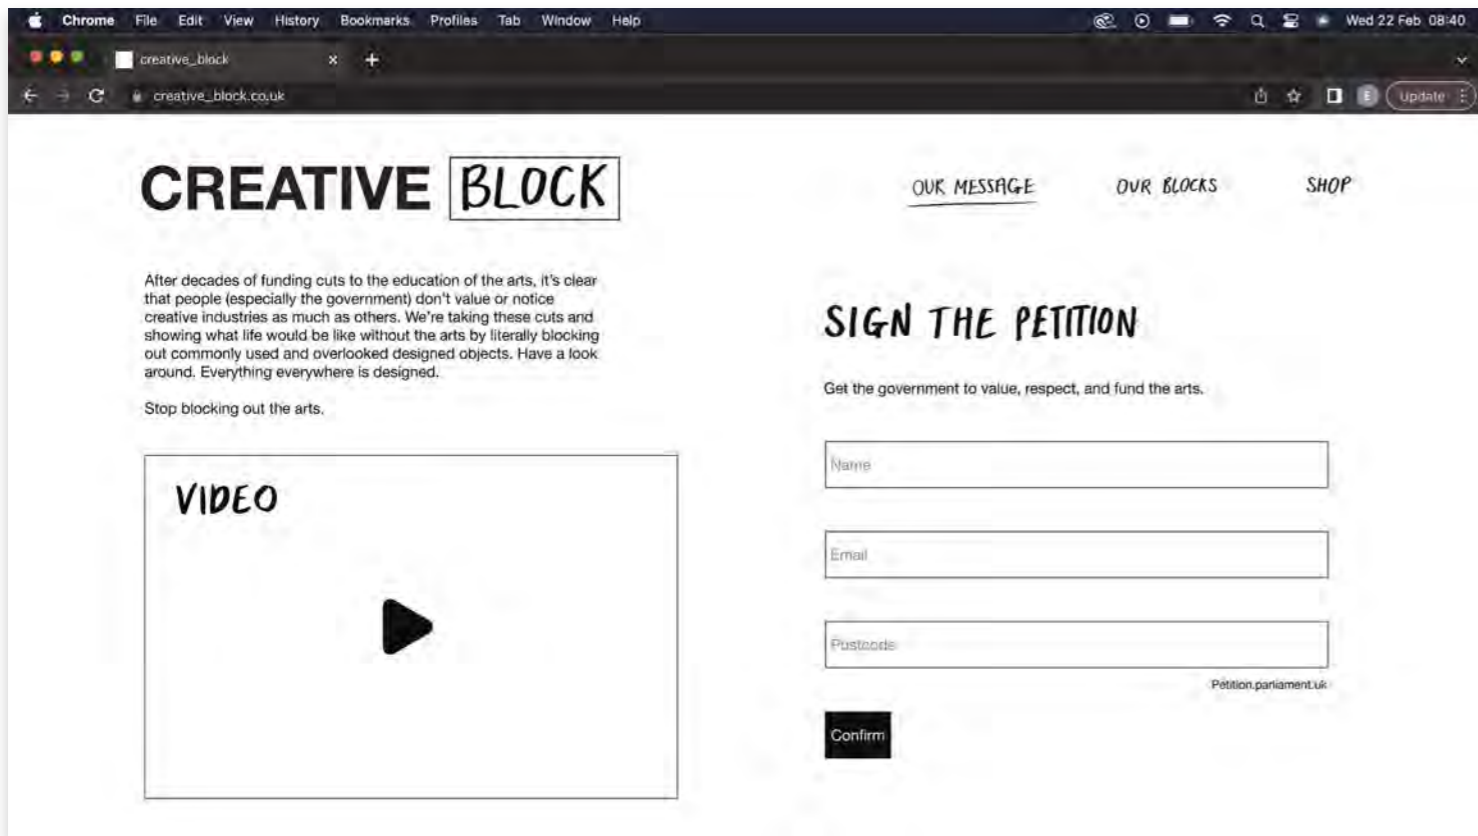 Chrome File Edit View History Bookmarks Profiles Tab Window Help Wed 22 Feb 08:40
creative_block
creative_block.co.uk E Update
CREATIVE BLOCK
OUR MESSAGE OUR BLOCKS SHOP
After decades of funding cuts to the education of the arts, it's clear
that people (especially the government) don't value or notice
creative industries as much as others. We're taking these cuts and
showing what life would be like without the arts by literally blocking
out commonly used and overlooked designed objects. Have a look
around. Everything everywhere is designed.
Stop blocking out the arts.
VIDEO
SIGN THE PETITION
Get the government to value, respect, and fund the arts.
Name
Email
Postcode
Petition.parliament.uk
Confirm